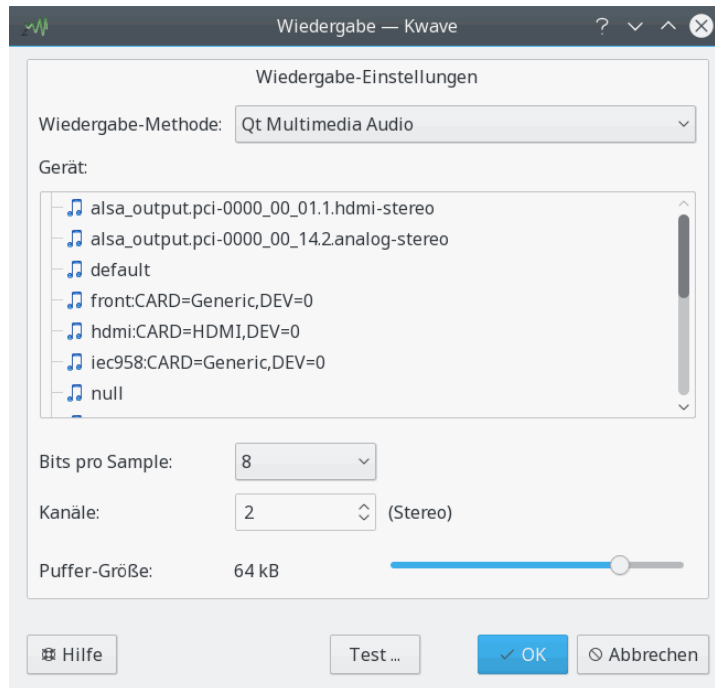 Wiedergabe — Kwave
Wiedergabe-Einstellungen
Wiedergabe-Methode: Qt Multimedia Audio
Gerät:
alsa_output.pci-0000_00_01.1.hdmi-stereo
alsa_output.pci-0000_00_14.2.analog-stereo
default
front:CARD=Generic,DEV=0
hdmi:CARD=HDMI,DEV=0
iec958:CARD=Generic,DEV=0
null
Bits pro Sample: 8
Kanäle: 2 (Stereo)
Puffer-Größe: 64 kB
Hilfe Test ... OK Abbrechen